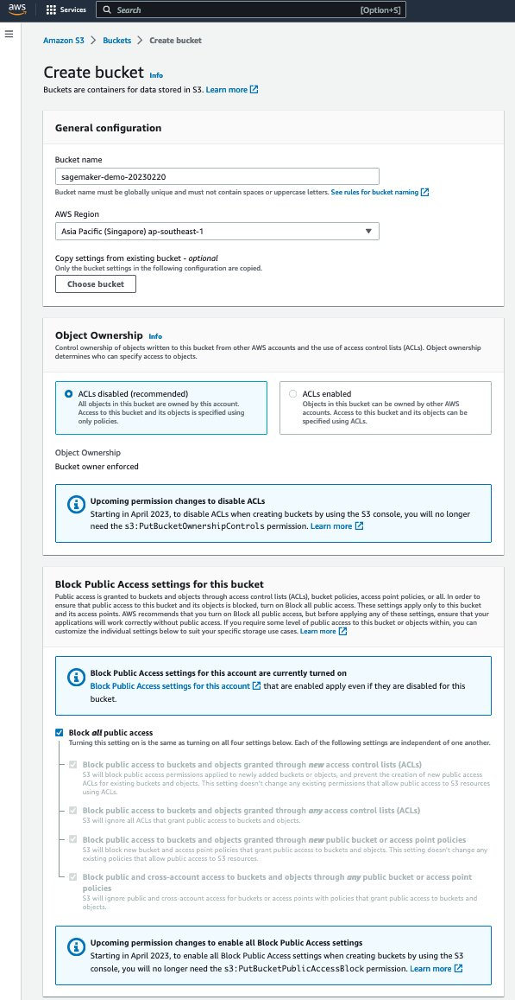 aws
Services
Search
[Option+S]
Amazon S3 > Buckets > Create bucket
Create bucket Info
Buckets are containers for data stored in S3. Learn more
General configuration
Bucket name
sagemaker-demo-20230220
Bucket name must be globally unique and must not contain spaces or uppercase letters. See rules for bucket naming
AWS Region
Asia Pacific (Singapore) ap-southeast-1
Copy settings from existing bucket - optional
Only the bucket settings in the following configuration are copied.
Choose bucket
Object Ownership Info
Control ownership of objects written to this bucket from other AWS accounts and the use of access control lists (ACLs). Object ownership
determines who can specify access to objects.
ACLs disabled (recommended)
All objects in this bucket are owned by this account.
Access to this bucket and its objects is specified using
only policies.
ACLs enabled
Objects in this bucket can be owned by other AWS
accounts. Access to this bucket and its objects can be
specified using ACLs.
Object Ownership
Bucket owner enforced
Upcoming permission changes to disable ACLs
Starting in April 2023, to disable ACLs when creating buckets by using the S3 console, you will no longer
need the s3:PutBucketOwnershipControls permission. Learn more
Block Public Access settings for this bucket
Public access is granted to buckets and objects through access control lists (ACLs), bucket policies, access point policies, or all. In order to
ensure that public access to this bucket and its objects is blocked, turn on Block all public access. These settings apply only to this bucket
and its access points. AWS recommends that you turn on Block all public access, but before applying any of these settings, ensure that your
applications will work correctly without public access. If you require some level of public access to this bucket or objects within, you can
customize the individual settings below to suit your specific storage use cases. Learn more
Block Public Access settings for this account are currently turned on
Block Public Access settings for this account that are enabled apply even if they are disabled for this
bucket.
Block all public access
Turning this setting on is the same as turning on all four settings below. Each of the following settings are independent of one another.
Block public access to buckets and objects granted through new access control lists (ACLs)
S3 will block public access permissions applied to newly added buckets or objects, and prevent the creation of new public access
ACLs for existing buckets and objects. This setting doesn't change any existing permissions that allow public access to S3 resources
using ACLs.
Block public access to buckets and objects granted through any access control lists (ACLs)
S3 will ignore all ACLs that grant public access to buckets and objects.
Block public access to buckets and objects granted through new public bucket or access point policies
S3 will block new bucket and access point policies that grant public access to buckets and objects. This setting doesn't change any
existing policies that allow public access to S3 resources.
Block public and cross-account access to buckets and objects through any public bucket or access point
policies
S3 will ignore public and cross-account access for buckets or access points with policies that grant public access to buckets and
objects.
Upcoming permission changes to enable all Block Public Access settings
Starting in April 2023, to enable all Block Public Access settings when creating buckets by using the S3
console, you will no longer need the s3:PutBucketPublicAccessBlock permission. Learn more